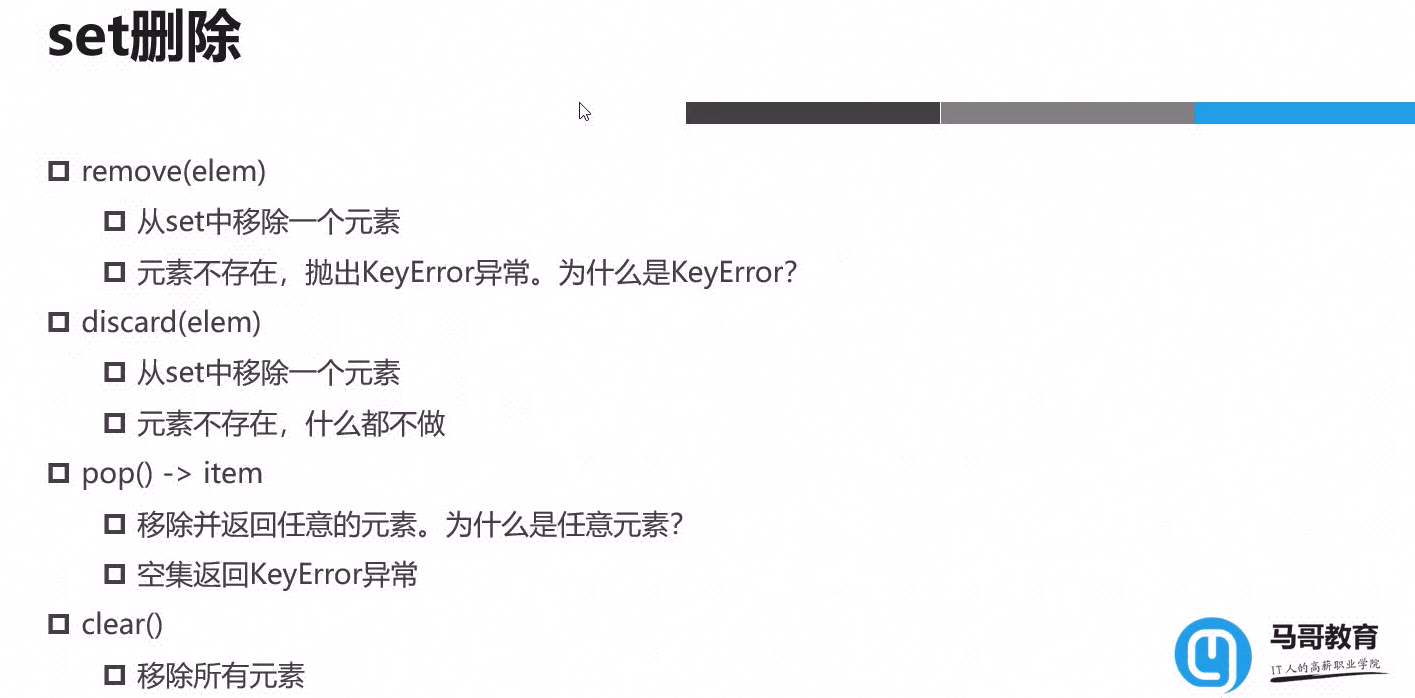 set删除
remove(elem)
从set中移除一个元素
元素不存在，抛出KeyError异常。为什么是KeyError？
discard(elem)
从set中移除一个元素
元素不存在，什么都不做
pop() -> item
移除并返回任意的元素。为什么是任意元素？
空集返回KeyError异常
clear()
移除所有元素
马哥教育
IT人的高薪职业学院